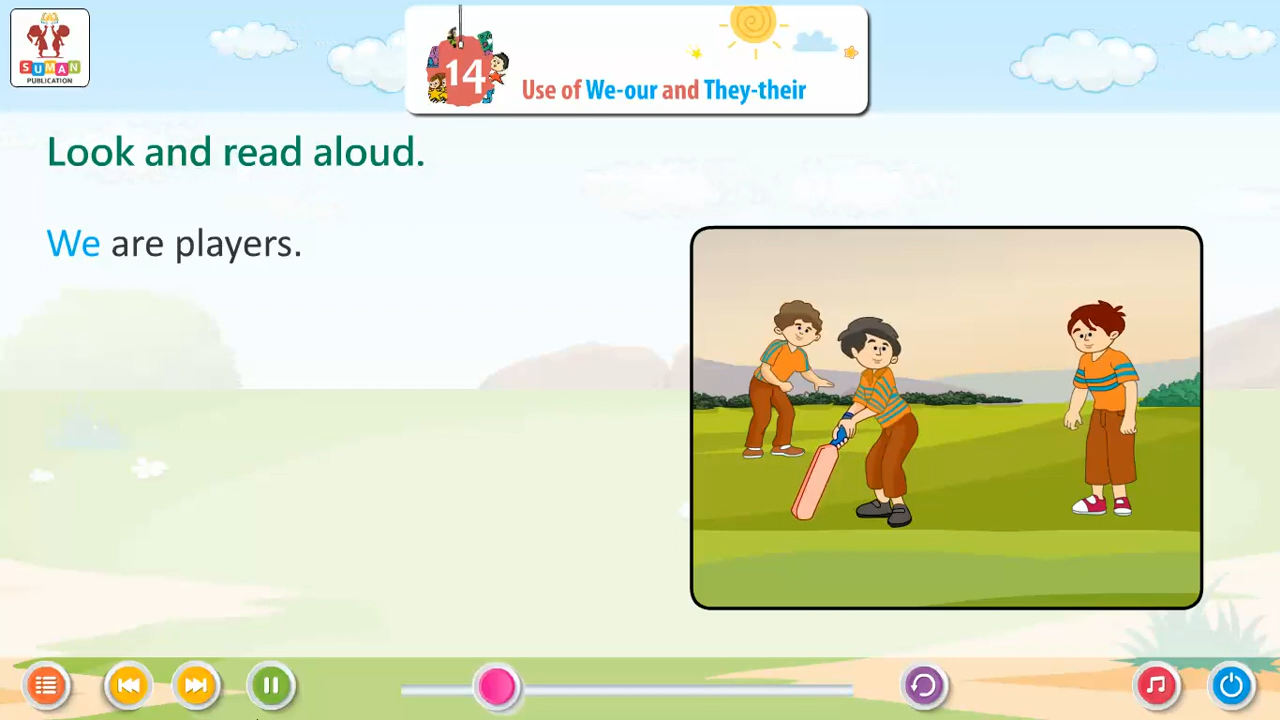 SUMAN
PUBLICATION
14
Use of We-our and They-their
Look and read aloud.
We are players.